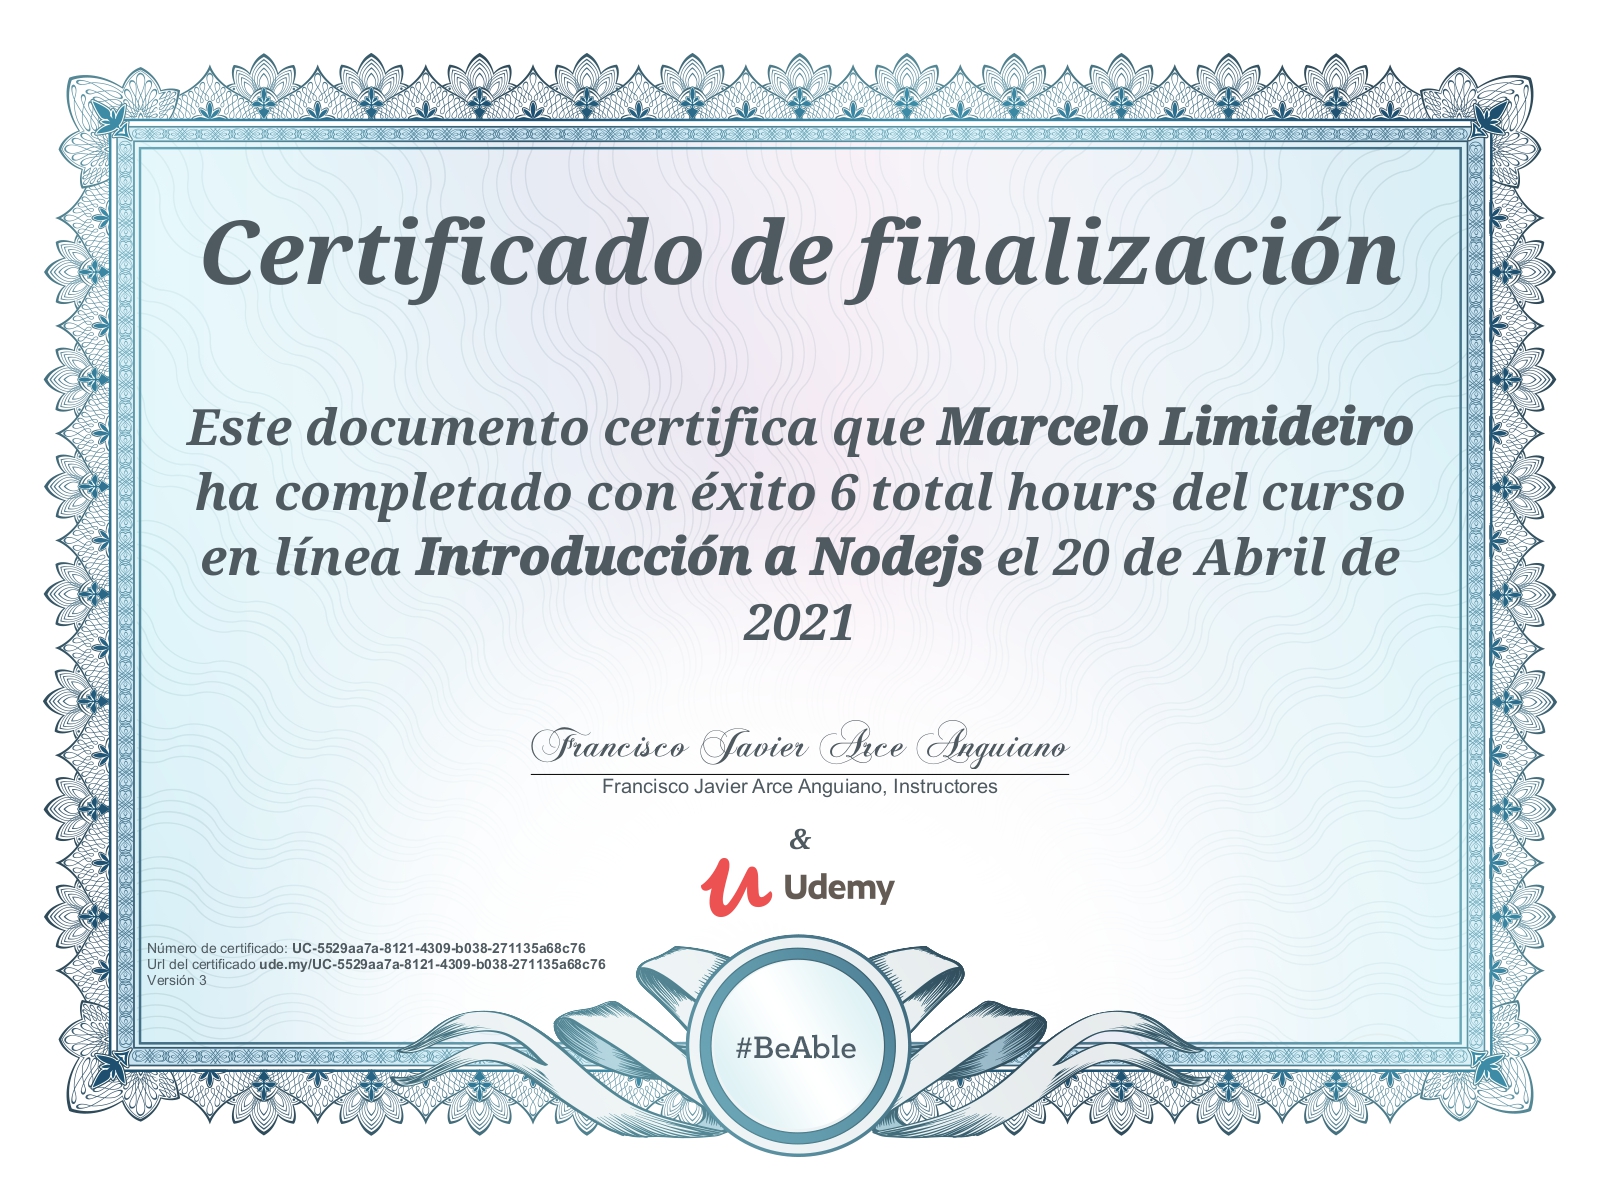 Certificado de finalización
Este documento certifica que Marcelo Limideiro
ha completado con éxito 6 total hours del curso
en línea Introducción a Nodejs el 20 de Abril de
2021
Francisco Javier Arce Anguiano
Francisco Javier Arce Anguiano, Instructores
&
Udemy
Número de certificado: UC-5529aa7a-8121-4309-b038-271135a68c76
Url del certificado ude.my/UC-5529aa7a-8121-4309-b038-271135a68c76
Versión 3
#BeAble